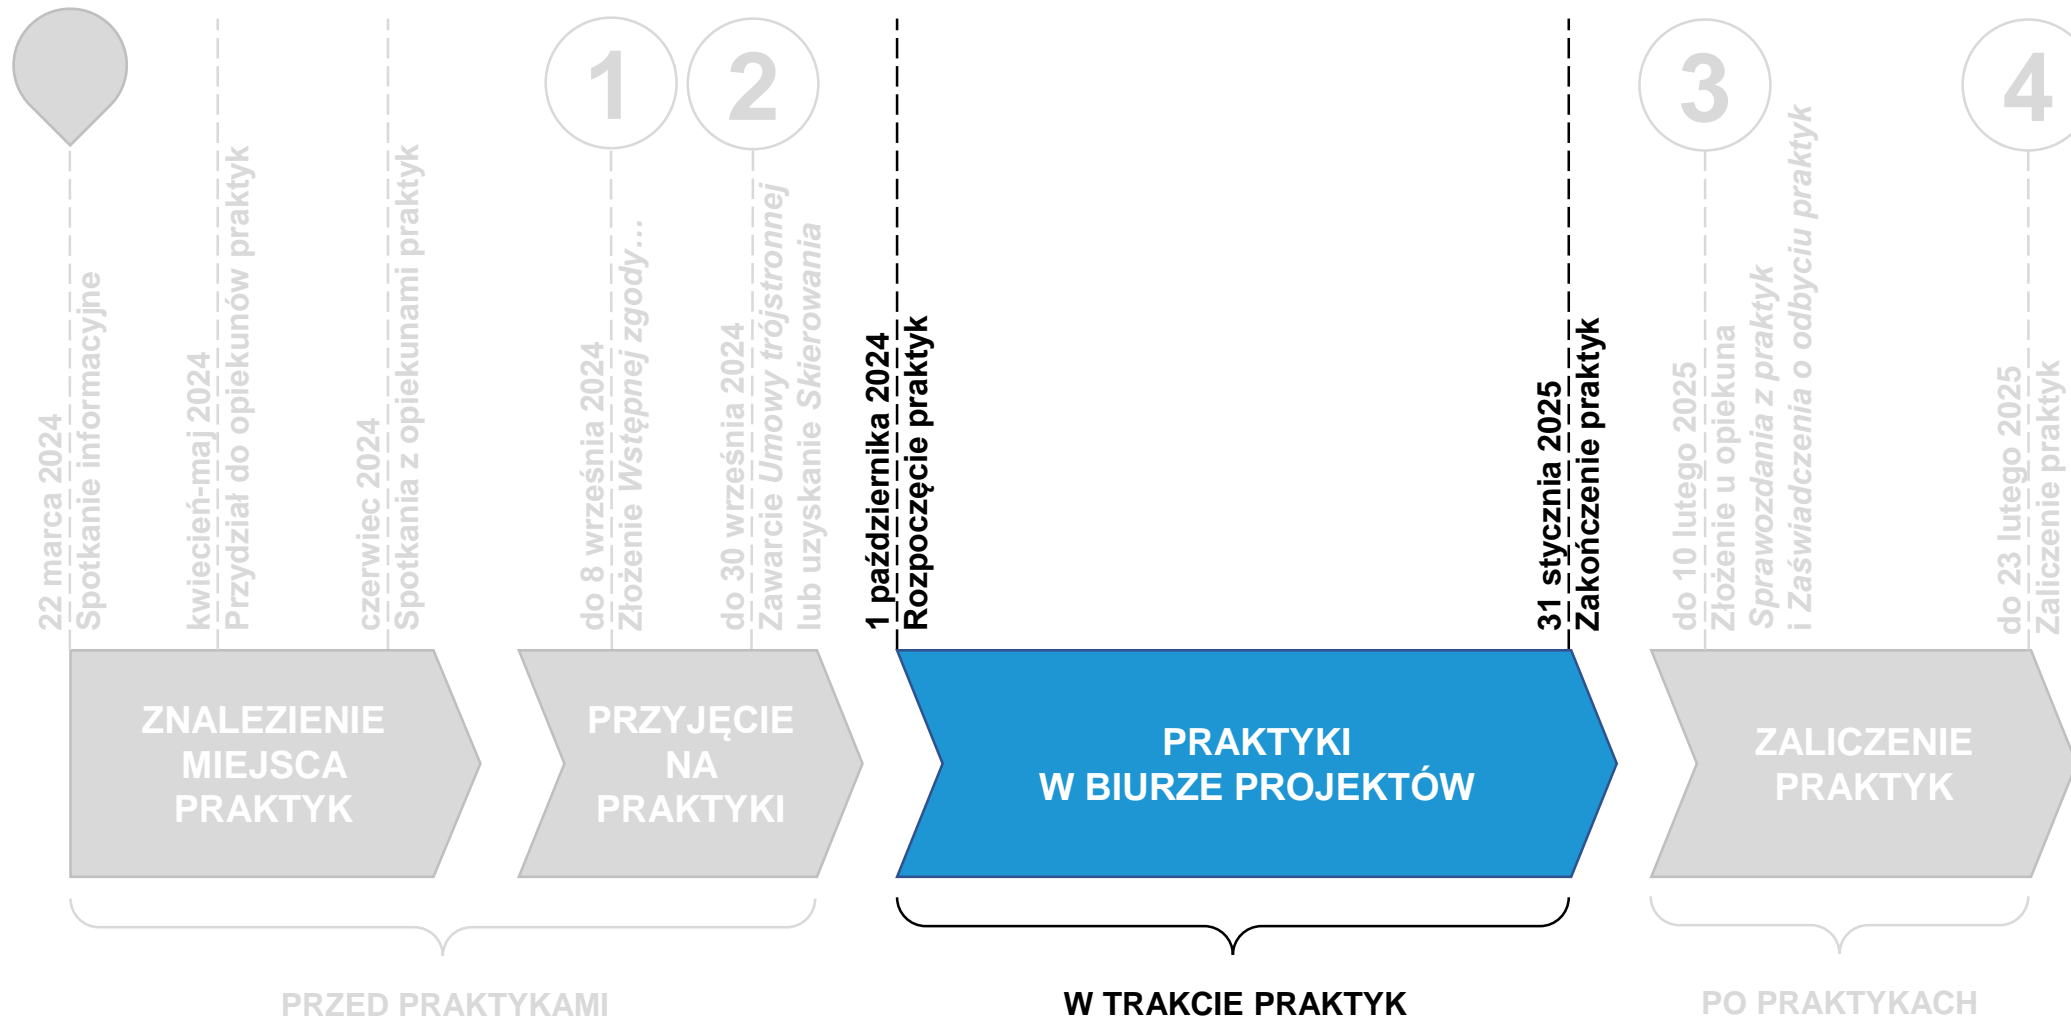 1
2
3
4
22 marca 2024
Spotkanie informacyjne
kwiecień-maj 2024
Przydział do opiekunów praktyk
czerwiec 2024
Spotkania z opiekunami praktyk
do 8 września 2024
Złożenie Wstępnej zgody…
do 30 września 2024
Zawarcie Umowy trójstronnej
lub uzyskanie Skierowania
1 października 2024
Rozpoczęcie praktyk
31 stycznia 2025
Zakończenie praktyk
do 10 lutego 2025
Złożenie u opiekuna
Sprawozdania z praktyk
i Zaświadczenia o odbyciu praktyk
do 23 lutego 2025
Zaliczenie praktyk
ZNALEZIENIE
MIEJSCA
PRAKTYK
PRZYJĘCIE
NA
PRAKTYKI
PRAKTYKI
W BIURZE PROJEKTÓW
ZALICZENIE
PRAKTYK
PRZED PRAKTYKAMI
W TRAKCIE PRAKTYK
PO PRAKTYKACH